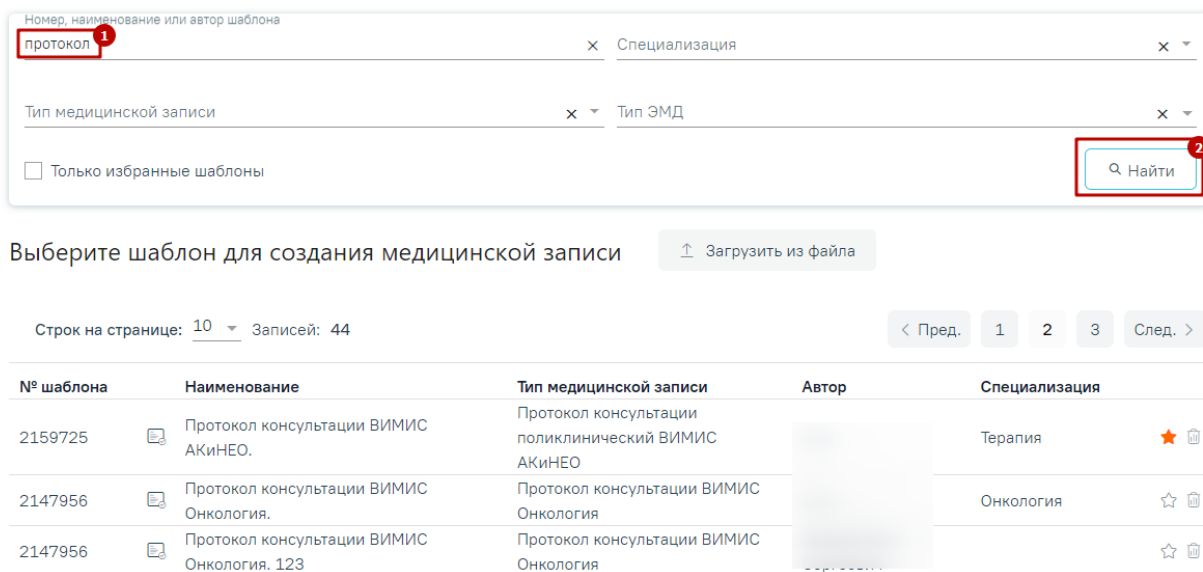 Номер, наименование или автор шаблона
протокол 1
Специализация
Тип медицинской записи
Тип ЭМД
Только избранные шаблоны
2
Найти
Выберите шаблон для создания медицинской записи
Загрузить из файла
Строк на странице: 10 Записей: 44
< Пред. 1 2 3 След. >
№ шаблона Наименование Тип медицинской записи Автор Специализация
2159725
Протокол консультации ВИМИС
АКиНЕО.
Протокол консультации
поликлинический ВИМИС
АКиНЕО
Терапия
2147956
Протокол консультации ВИМИС
Онкология.
Протокол консультации ВИМИС
Онкология
Онкология
2147956
Протокол консультации ВИМИС
Онкология. 123
Протокол консультации ВИМИС
Онкология